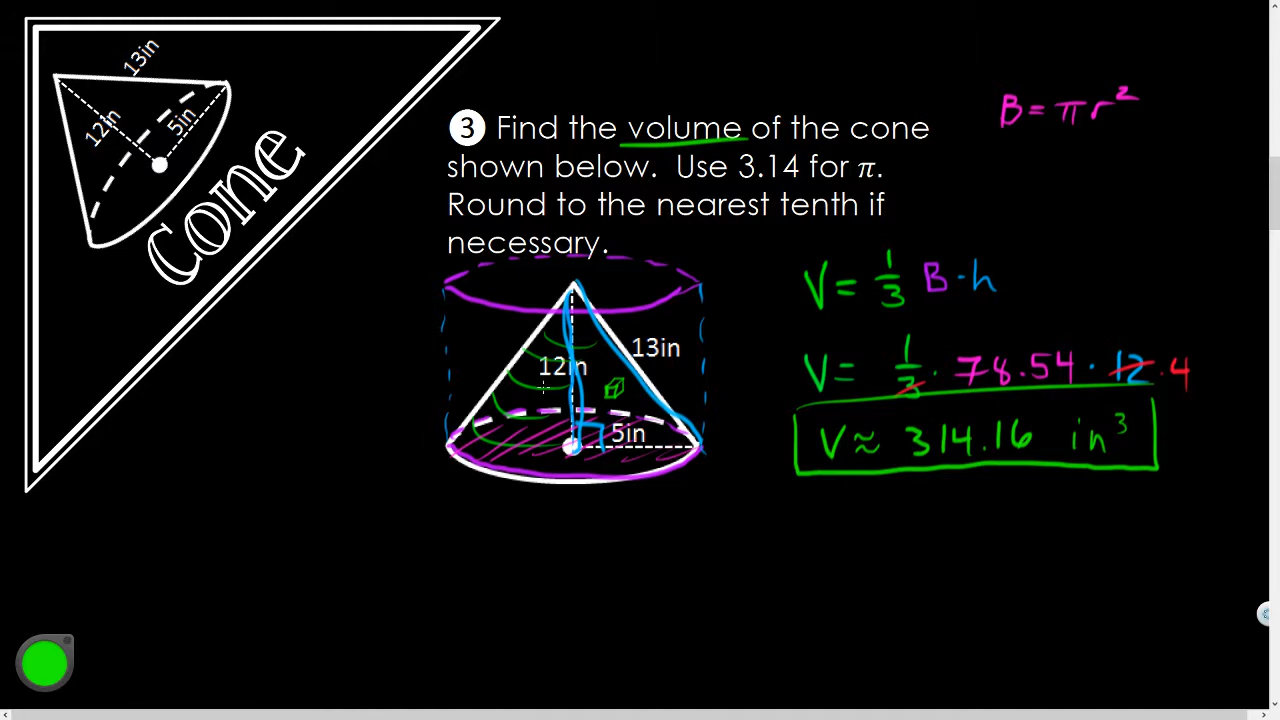 13in
12in
5in
Cone
3 Find the volume of the cone
shown below. Use 3.14 for π.
Round to the nearest tenth if
necessary.
B = πr²
12in
13in
5in
V = 1/3 B · h
V = 1/3 · 78.54 · 12 · 4
V ≈ 314.16 in³